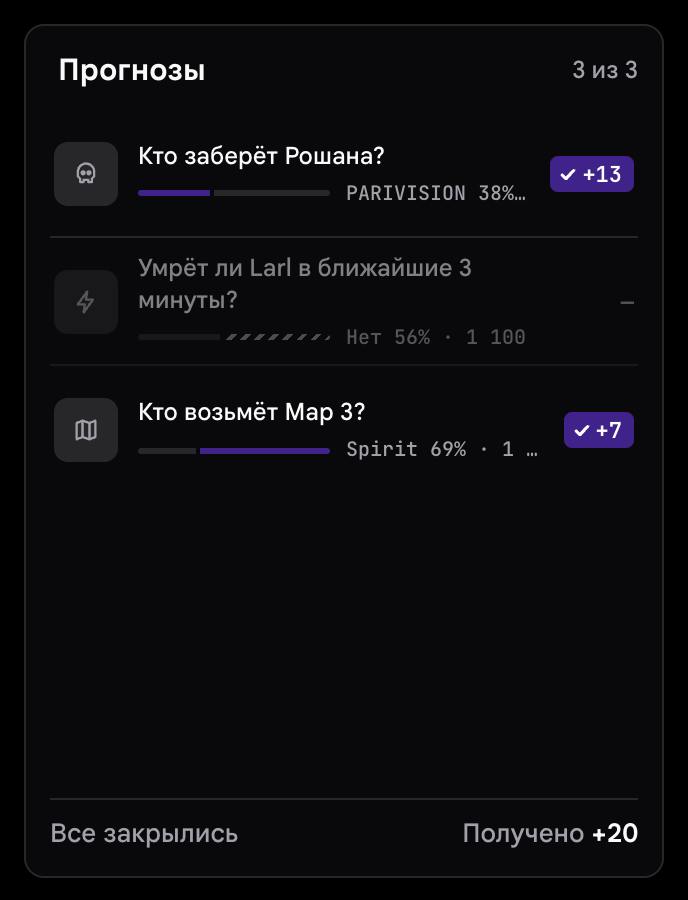 Прогнозы
3 из 3
Кто заберёт Рошана?
PARIVISION 38%…
+13
Умрёт ли Larl в ближайшие 3
минуты?
Нет 56% · 1 100
—
Кто возьмёт Map 3?
Spirit 69% · 1 …
+7
Все закрылись
Получено +20